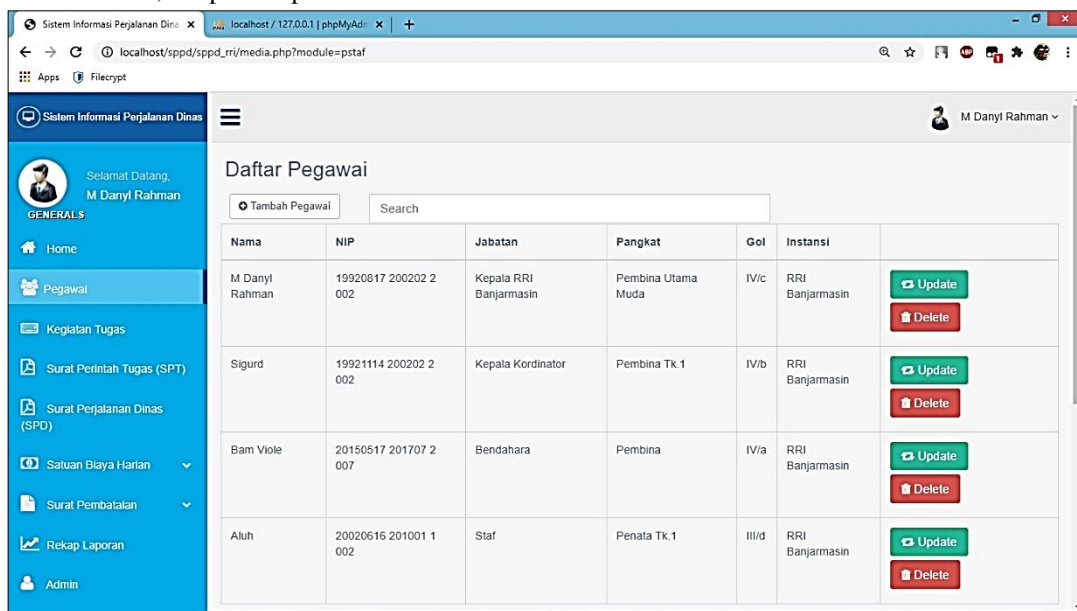 Sistem Informasi Perjalanan Dina
localhost / 127.0.0.1 | phpMyAdm
localhost/sppd/sppd_rri/media.php?module=pstaf
Apps Filecrypt
Sistem Informasi Perjalanan Dinas
M Danyl Rahman
Selamat Datang,
M Danyl Rahman
GENERALS
Home
Pegawai
Kegiatan Tugas
Surat Perintah Tugas (SPT)
Surat Perjalanan Dinas
(SPD)
Satuan Biaya Harian
Surat Pembatalan
Rekap Laporan
Admin
Daftar Pegawai
Tambah Pegawai Search
Nama NIP Jabatan Pangkat Gol Instansi
M Danyl Rahman 19920817 200202 2 002 Kepala RRI Banjarmasin Pembina Utama Muda IV/c RRI Banjarmasin Update Delete
Sigurd 19921114 200202 2 002 Kepala Kordinator Pembina Tk.1 IV/b RRI Banjarmasin Update Delete
Bam Viole 20150517 201707 2 007 Bendahara Pembina IV/a RRI Banjarmasin Update Delete
Aluh 20020616 201001 1 002 Staf Penata Tk.1 III/d RRI Banjarmasin Update Delete